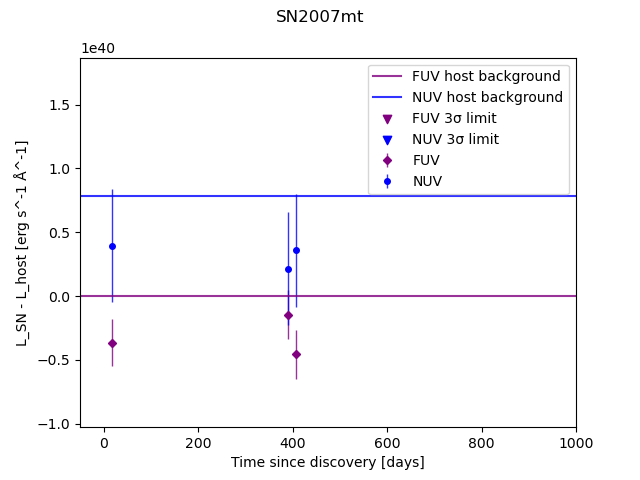 SN2007mt
1e40
FUV host background
NUV host background
FUV 3σ limit
NUV 3σ limit
FUV
NUV
L_SN - L_host [erg s^-1 Å^-1]
1.5
1.0
0.5
0.0
−0.5
−1.0
0 200 400 600 800 1000
Time since discovery [days]